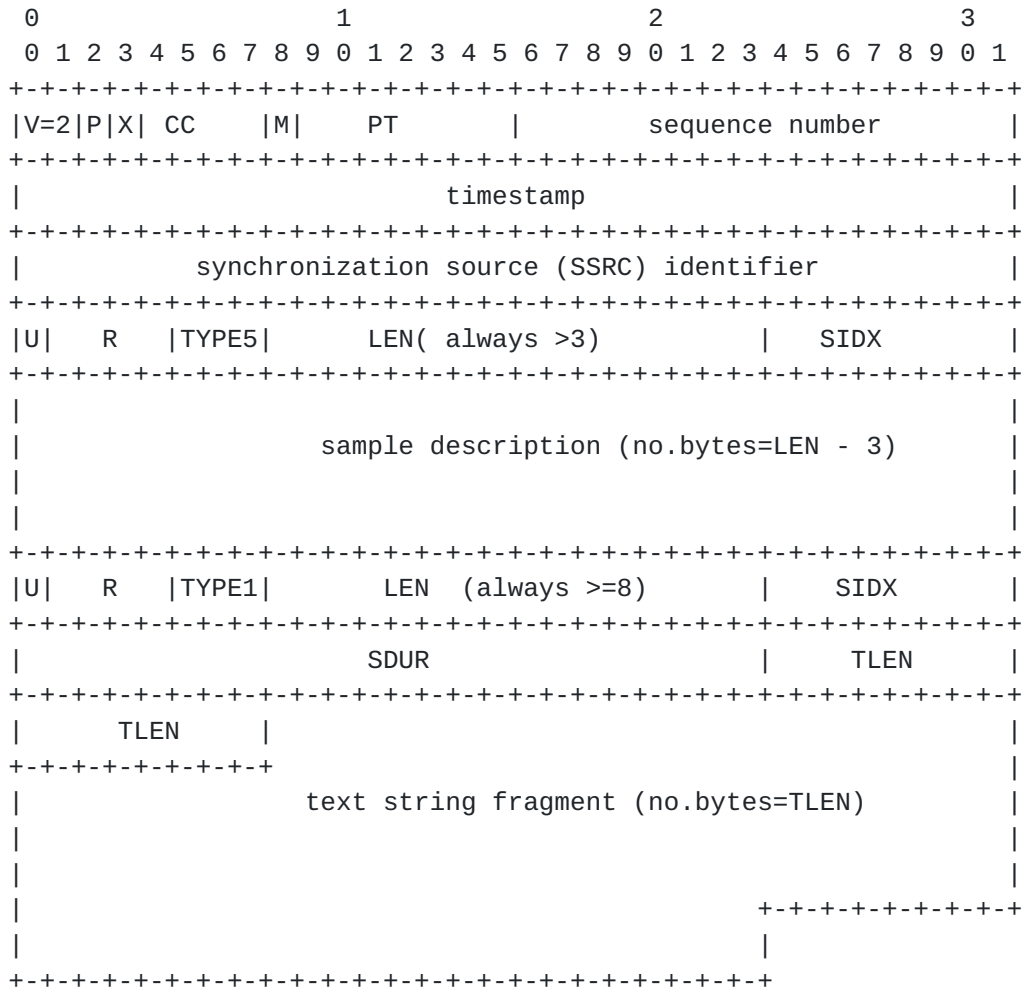 0                   1                   2                   3
 0 1 2 3 4 5 6 7 8 9 0 1 2 3 4 5 6 7 8 9 0 1 2 3 4 5 6 7 8 9 0 1
+-+-+-+-+-+-+-+-+-+-+-+-+-+-+-+-+-+-+-+-+-+-+-+-+-+-+-+-+-+-+-+-+
|V=2|P|X| CC    |M|    PT       |        sequence number        |
+-+-+-+-+-+-+-+-+-+-+-+-+-+-+-+-+-+-+-+-+-+-+-+-+-+-+-+-+-+-+-+-+
|                           timestamp                           |
+-+-+-+-+-+-+-+-+-+-+-+-+-+-+-+-+-+-+-+-+-+-+-+-+-+-+-+-+-+-+-+-+
|           synchronization source (SSRC) identifier            |
+-+-+-+-+-+-+-+-+-+-+-+-+-+-+-+-+-+-+-+-+-+-+-+-+-+-+-+-+-+-+-+-+
|U|   R   |TYPE5|      LEN( always >3)          |   SIDX        |
+-+-+-+-+-+-+-+-+-+-+-+-+-+-+-+-+-+-+-+-+-+-+-+-+-+-+-+-+-+-+-+-+
|                                                               |
|                   sample description (no.bytes=LEN - 3)       |
|                                                               |
|                                                               |
+-+-+-+-+-+-+-+-+-+-+-+-+-+-+-+-+-+-+-+-+-+-+-+-+-+-+-+-+-+-+-+-+
|U|   R   |TYPE1|       LEN  (always >=8)       |    SIDX       |
+-+-+-+-+-+-+-+-+-+-+-+-+-+-+-+-+-+-+-+-+-+-+-+-+-+-+-+-+-+-+-+-+
|                      SDUR                     |     TLEN      |
+-+-+-+-+-+-+-+-+-+-+-+-+-+-+-+-+-+-+-+-+-+-+-+-+-+-+-+-+-+-+-+-+
|      TLEN     |                                               |
+-+-+-+-+-+-+-+-+                                               |
|                  text string fragment (no.bytes=TLEN)         |
|                                                               |
|                                                               |
|                                               +-+-+-+-+-+-+-+-+
|                                               |
+-+-+-+-+-+-+-+-+-+-+-+-+-+-+-+-+-+-+-+-+-+-+-+-+